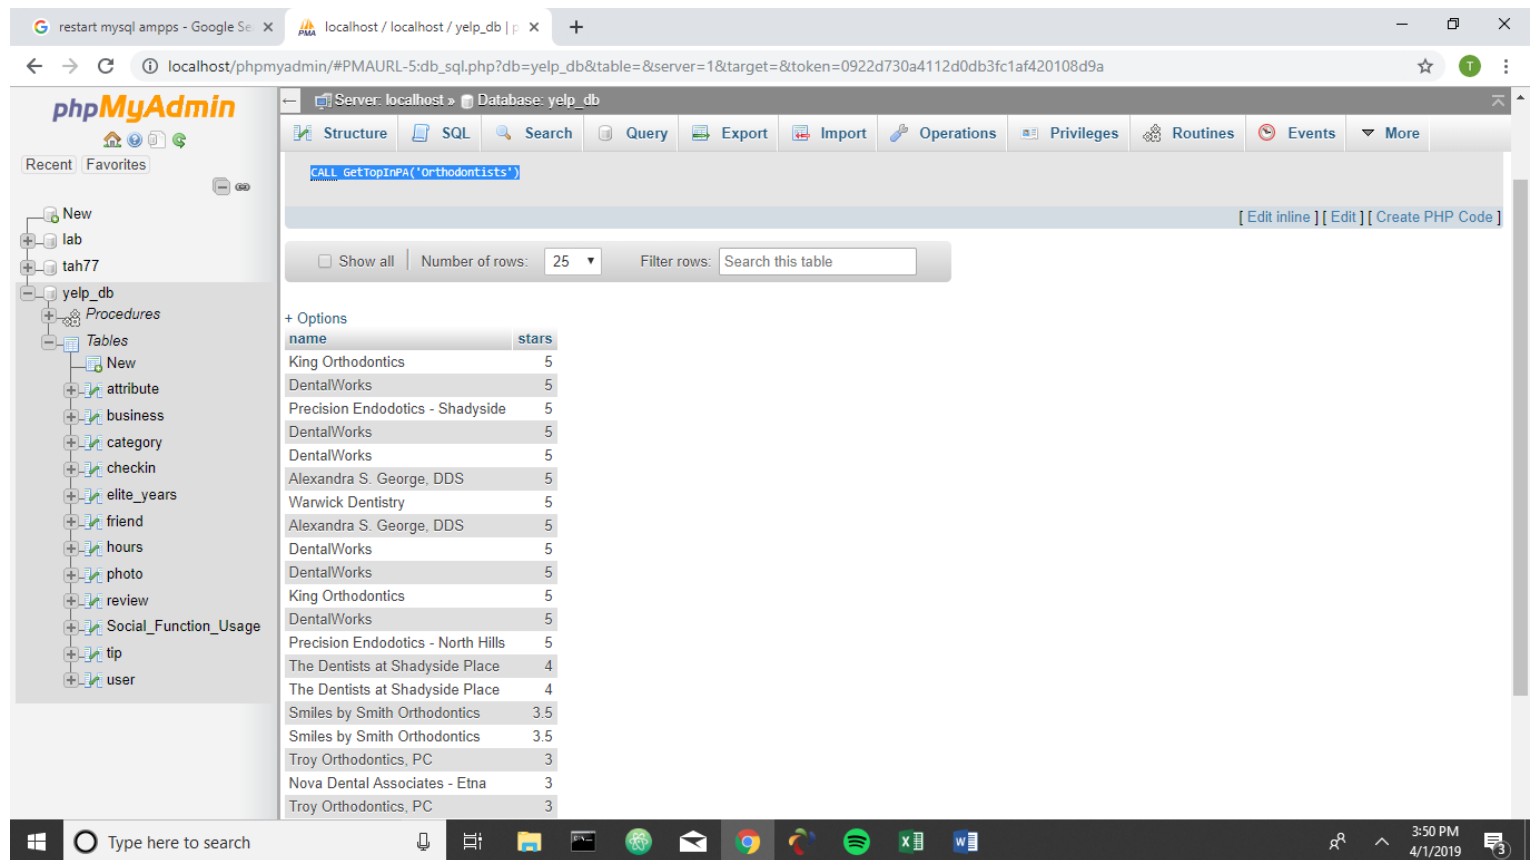 restart mysql ampps - Google Se
localhost / localhost / yelp_db | p
localhost/phpmyadmin/#PMAURL-5:db_sql.php?db=yelp_db&table=&server=1&target=&token=0922d730a4112d0db3fc1af420108d9a
T
phpMyAdmin
Recent Favorites
New
lab
tah77
yelp_db
Procedures
Tables
New
attribute
business
category
checkin
elite_years
friend
hours
photo
review
Social_Function_Usage
tip
user
Server: localhost » Database: yelp_db
Structure SQL Search Query Export Import Operations Privileges Routines Events More
CALL GetTopInPA('Orthodontists')
[ Edit inline ] [ Edit ] [ Create PHP Code ]
Show all Number of rows: 25 Filter rows: Search this table
+ Options
name stars
King Orthodontics 5
DentalWorks 5
Precision Endodotics - Shadyside 5
DentalWorks 5
DentalWorks 5
Alexandra S. George, DDS 5
Warwick Dentistry 5
Alexandra S. George, DDS 5
DentalWorks 5
DentalWorks 5
King Orthodontics 5
DentalWorks 5
Precision Endodotics - North Hills 5
The Dentists at Shadyside Place 4
The Dentists at Shadyside Place 4
Smiles by Smith Orthodontics 3.5
Smiles by Smith Orthodontics 3.5
Troy Orthodontics, PC 3
Nova Dental Associates - Etna 3
Troy Orthodontics, PC 3
Type here to search
3:50 PM
4/1/2019
3